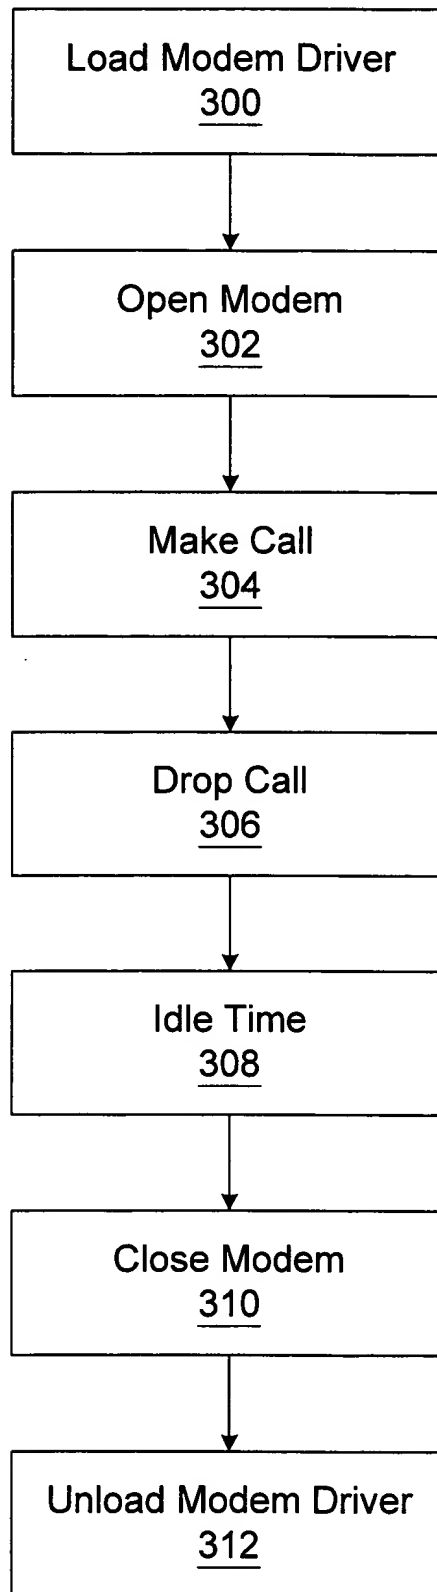 Load Modem Driver
300
Open Modem
302
Make Call
304
Drop Call
306
Idle Time
308
Close Modem
310
Unload Modem Driver
312